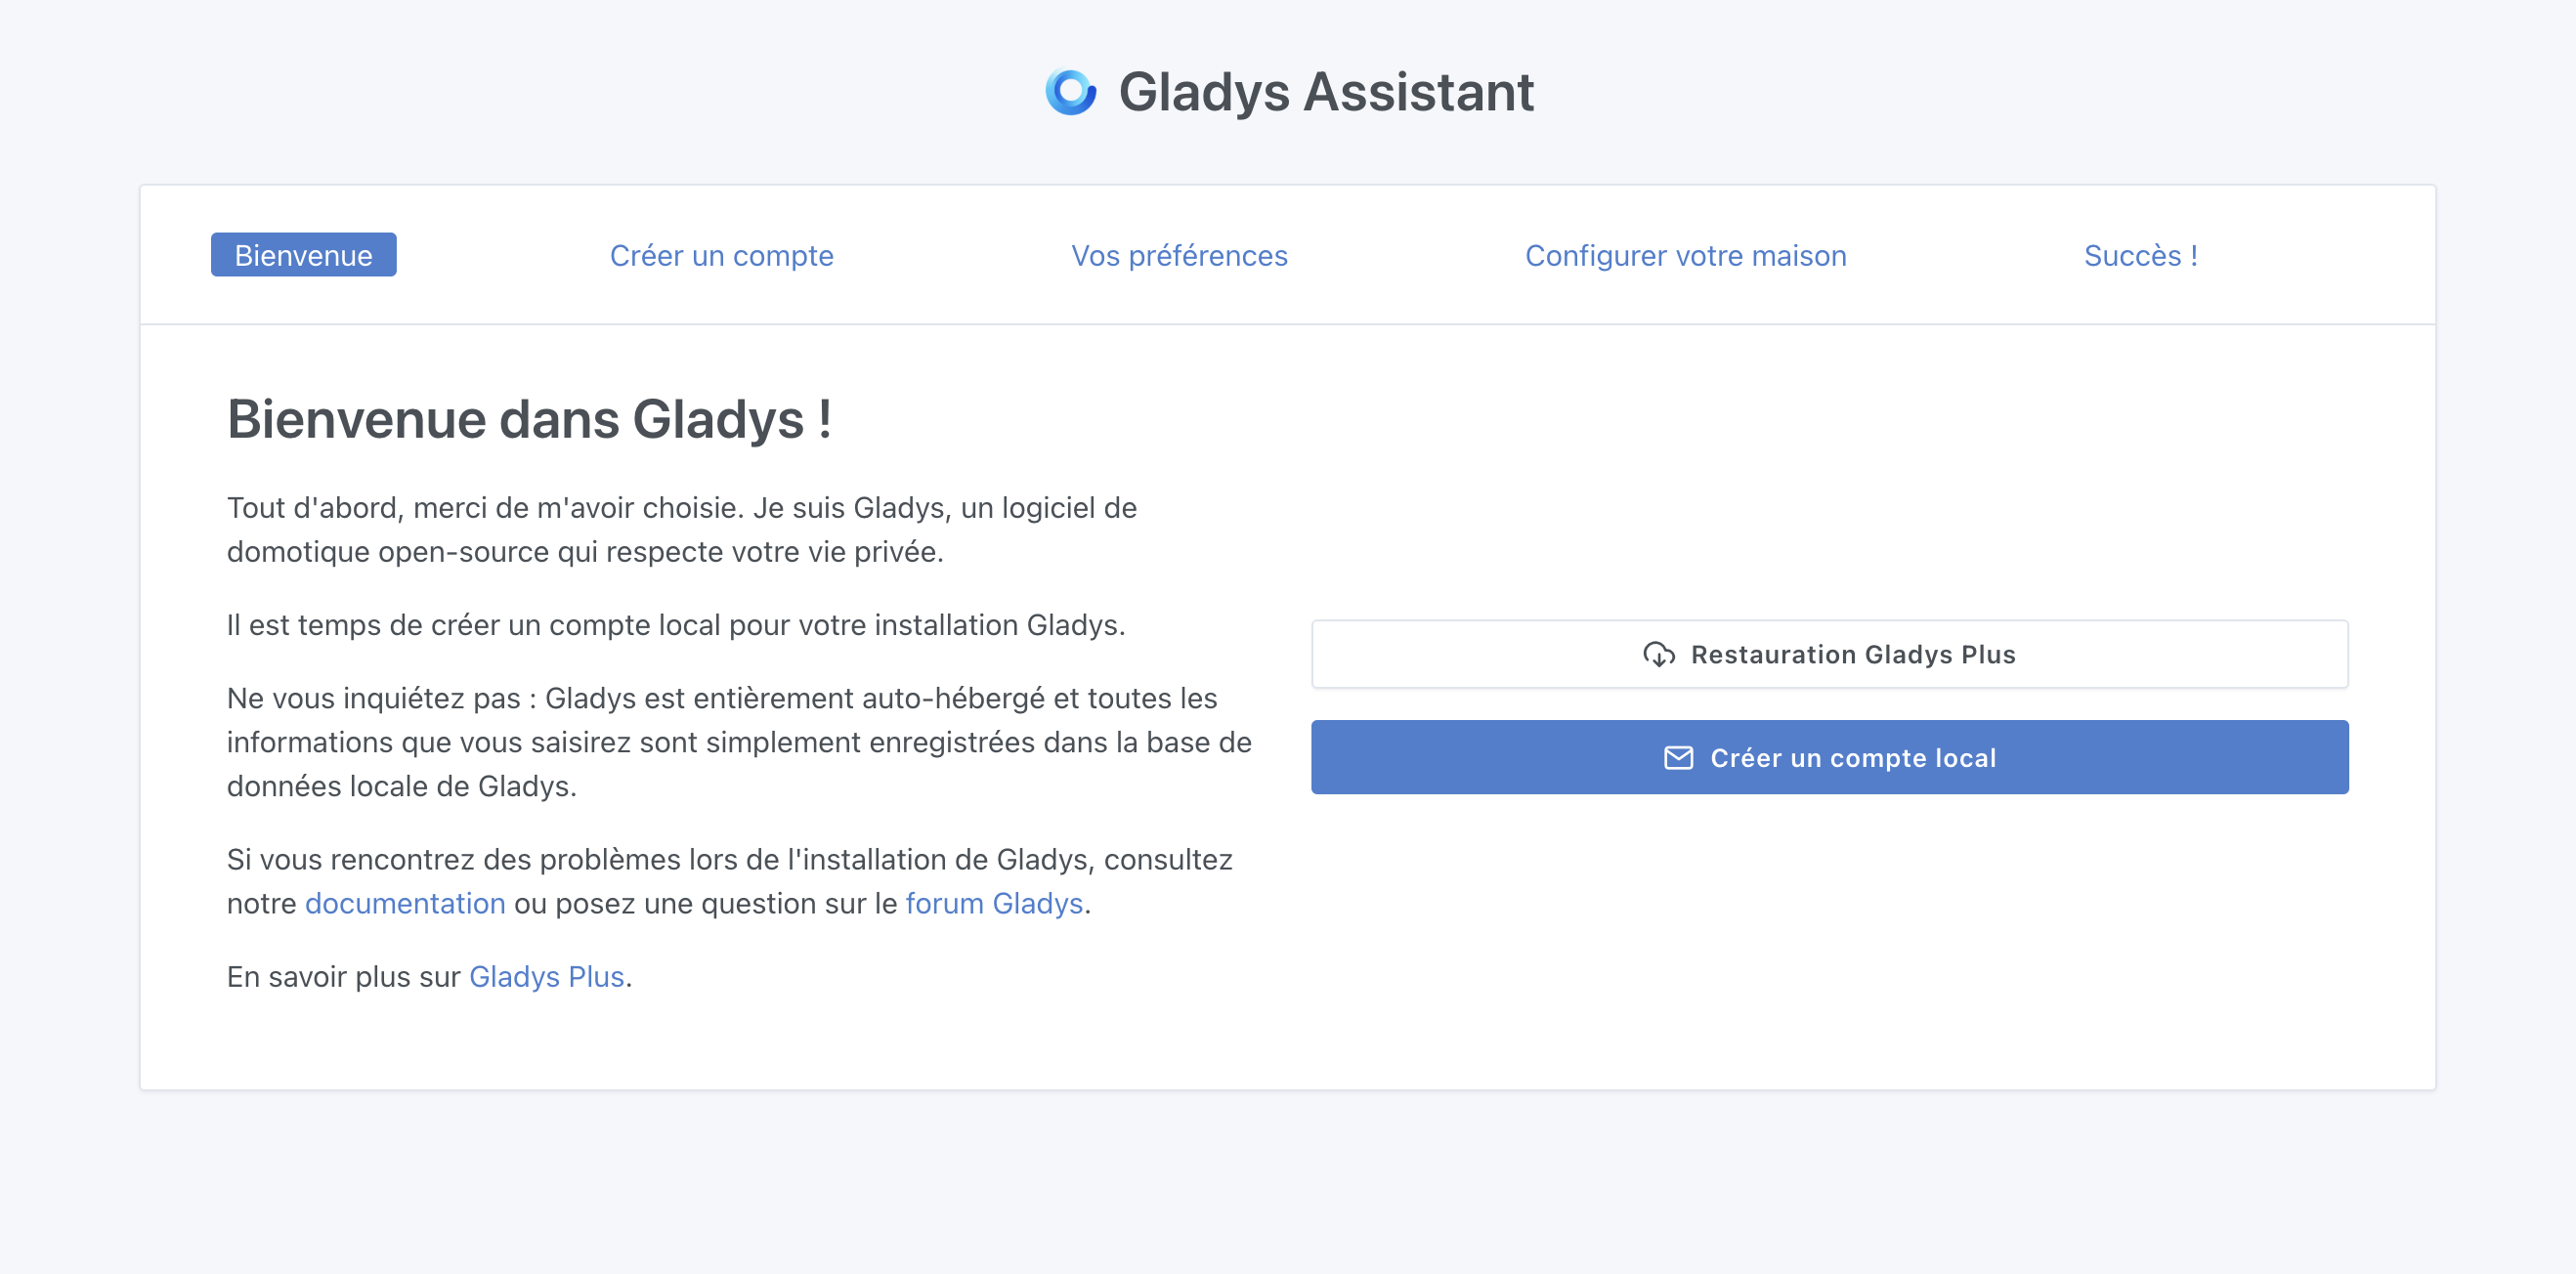 Gladys Assistant
Bienvenue
Créer un compte
Vos préférences
Configurer votre maison
Succès !
Bienvenue dans Gladys !
Tout d'abord, merci de m'avoir choisie. Je suis Gladys, un logiciel de
domotique open-source qui respecte votre vie privée.
Il est temps de créer un compte local pour votre installation Gladys.
Ne vous inquiétez pas : Gladys est entièrement auto-hébergé et toutes les
informations que vous saisirez sont simplement enregistrées dans la base de
données locale de Gladys.
Si vous rencontrez des problèmes lors de l'installation de Gladys, consultez
notre documentation ou posez une question sur le forum Gladys.
En savoir plus sur Gladys Plus.
Restauration Gladys Plus
Créer un compte local